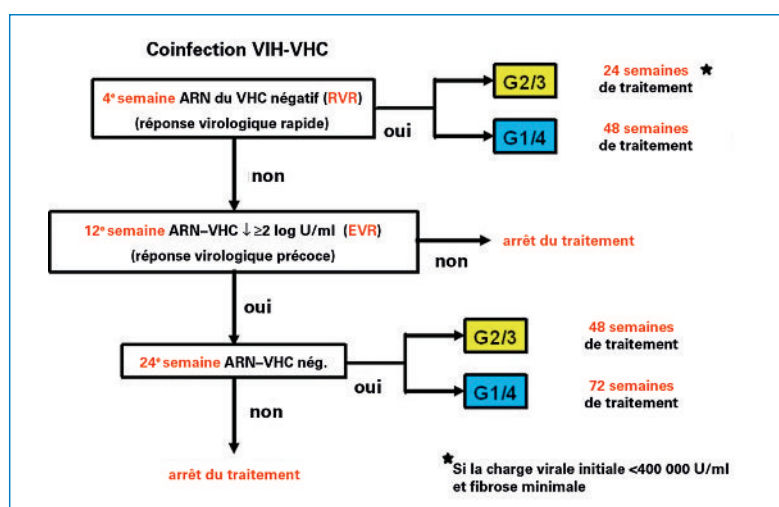 Coinfection VIH-VHC
4e semaine ARN du VHC négatif (RVR)
(réponse virologique rapide)
oui
G2/3
24 semaines ★
de traitement
G1/4
48 semaines
de traitement
non
12e semaine ARN–VHC ↓ ≥2 log U/ml (EVR)
(réponse virologique précoce)
non
arrêt du traitement
oui
24e semaine ARN–VHC nég.
oui
G2/3
48 semaines
de traitement
G1/4
72 semaines
de traitement
non
arrêt du traitement
★Si la charge virale initiale <400 000 U/ml
et fibrose minimale